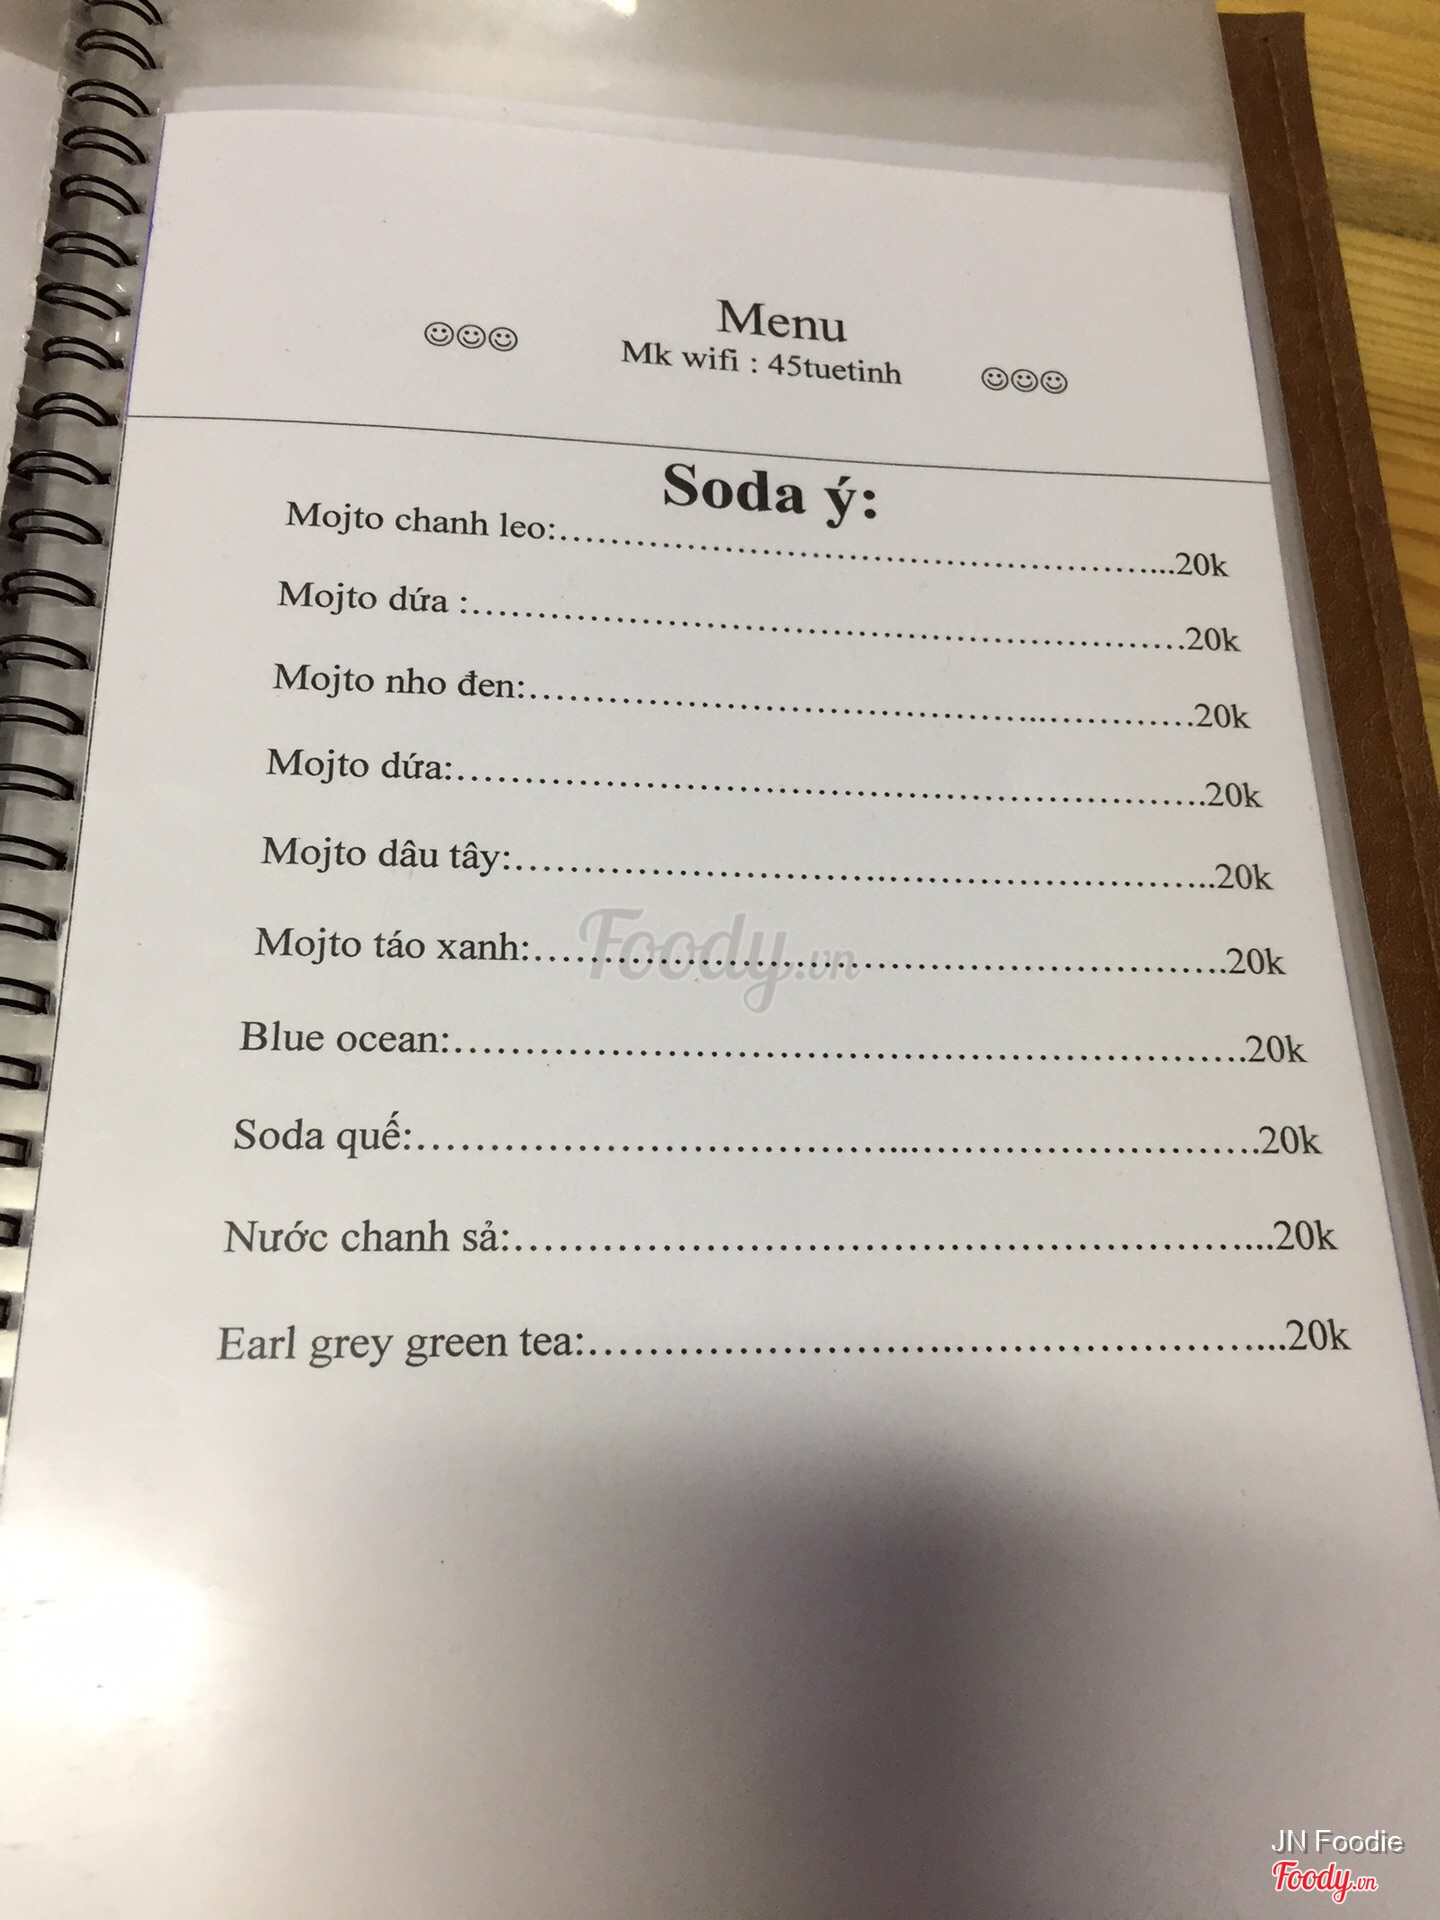 Menu
☺☺☺ Mk wifi : 45tuetinh ☺☺☺
Soda ý:
Mojto chanh leo:..........................................................20k
Mojto dứa :..........................................................20k
Mojto nho đen:..........................................................20k
Mojto dứa:..........................................................20k
Mojto dâu tây:..........................................................20k
Mojto táo xanh:..........................................................20k
Blue ocean:..........................................................20k
Soda quế:..........................................................20k
Nước chanh sả:..........................................................20k
Earl grey green tea:..........................................................20k
Foody.vn
JN Foodie
Foody.vn